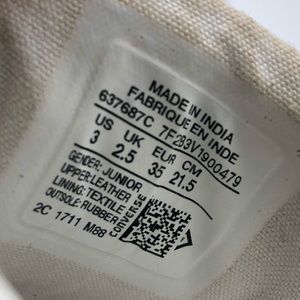 MADE IN INDIA
FABRIQUE EN INDE
637687C 7F283V1900479
US UK EUR CM
3 2.5 35 21.5
GENDER: JUNIOR
UPPER: LEATHER
LINING: TEXTILE
OUTSOLE: RUBBER
CONVERSE
2C 1711 M88